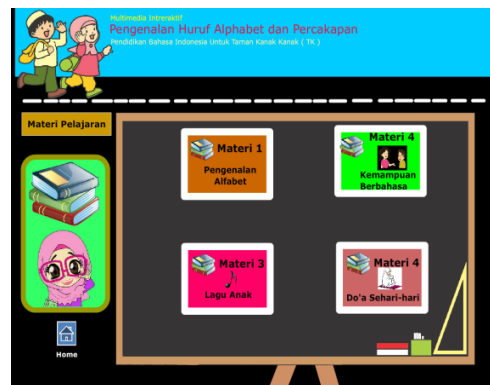 Multimedia Intreraktif
Pengenalan Huruf Alphabet dan Percakapan
Pendidikan Bahasa Indonesia Untuk Taman Kanak Kanak ( TK )
Materi Pelajaran
Materi 1
Pengenalan
Alfabet
Materi 4
Kemampuan
Berbahasa
Materi 3
Lagu Anak
Materi 4
Do'a Sehari-hari
Home